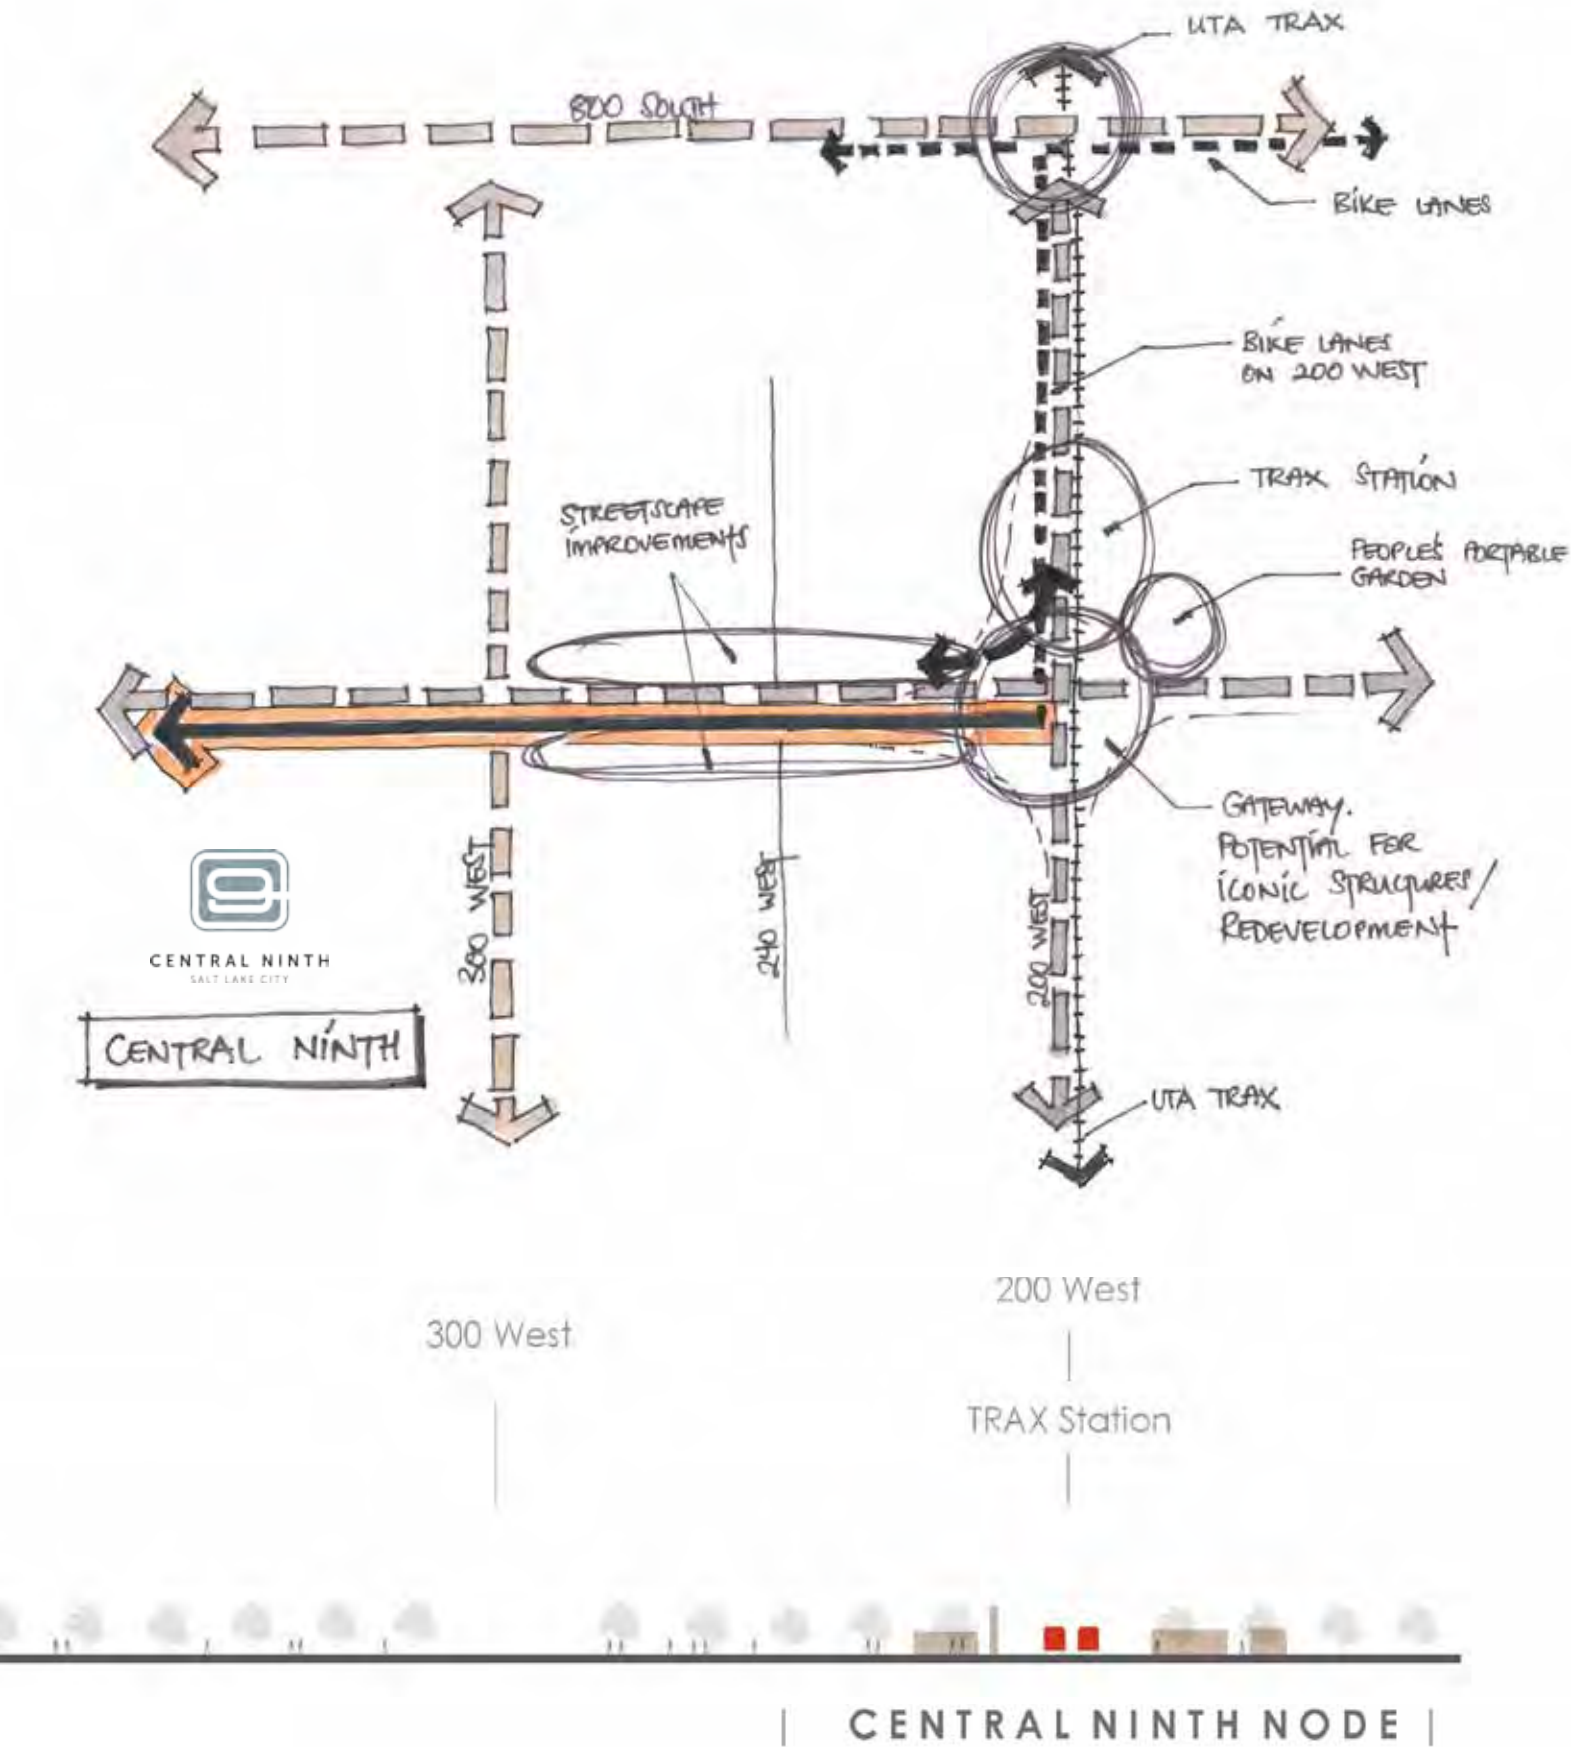 UTA TRAX
800 SOUTH
BIKE LANES
BIKE LANES
ON 200 WEST
TRAX STATION
STREETSCAPE
IMPROVEMENTS
PEOPLE'S PORTABLE
GARDEN
GATEWAY.
POTENTIAL FOR
ICONIC STRUCTURES/
REDEVELOPMENT
300 WEST
240 WEST
200 WEST
9
CENTRAL NINTH
SALT LAKE CITY
CENTRAL NINTH
UTA TRAX
200 West
300 West
TRAX Station
| CENTRAL NINTH NODE |